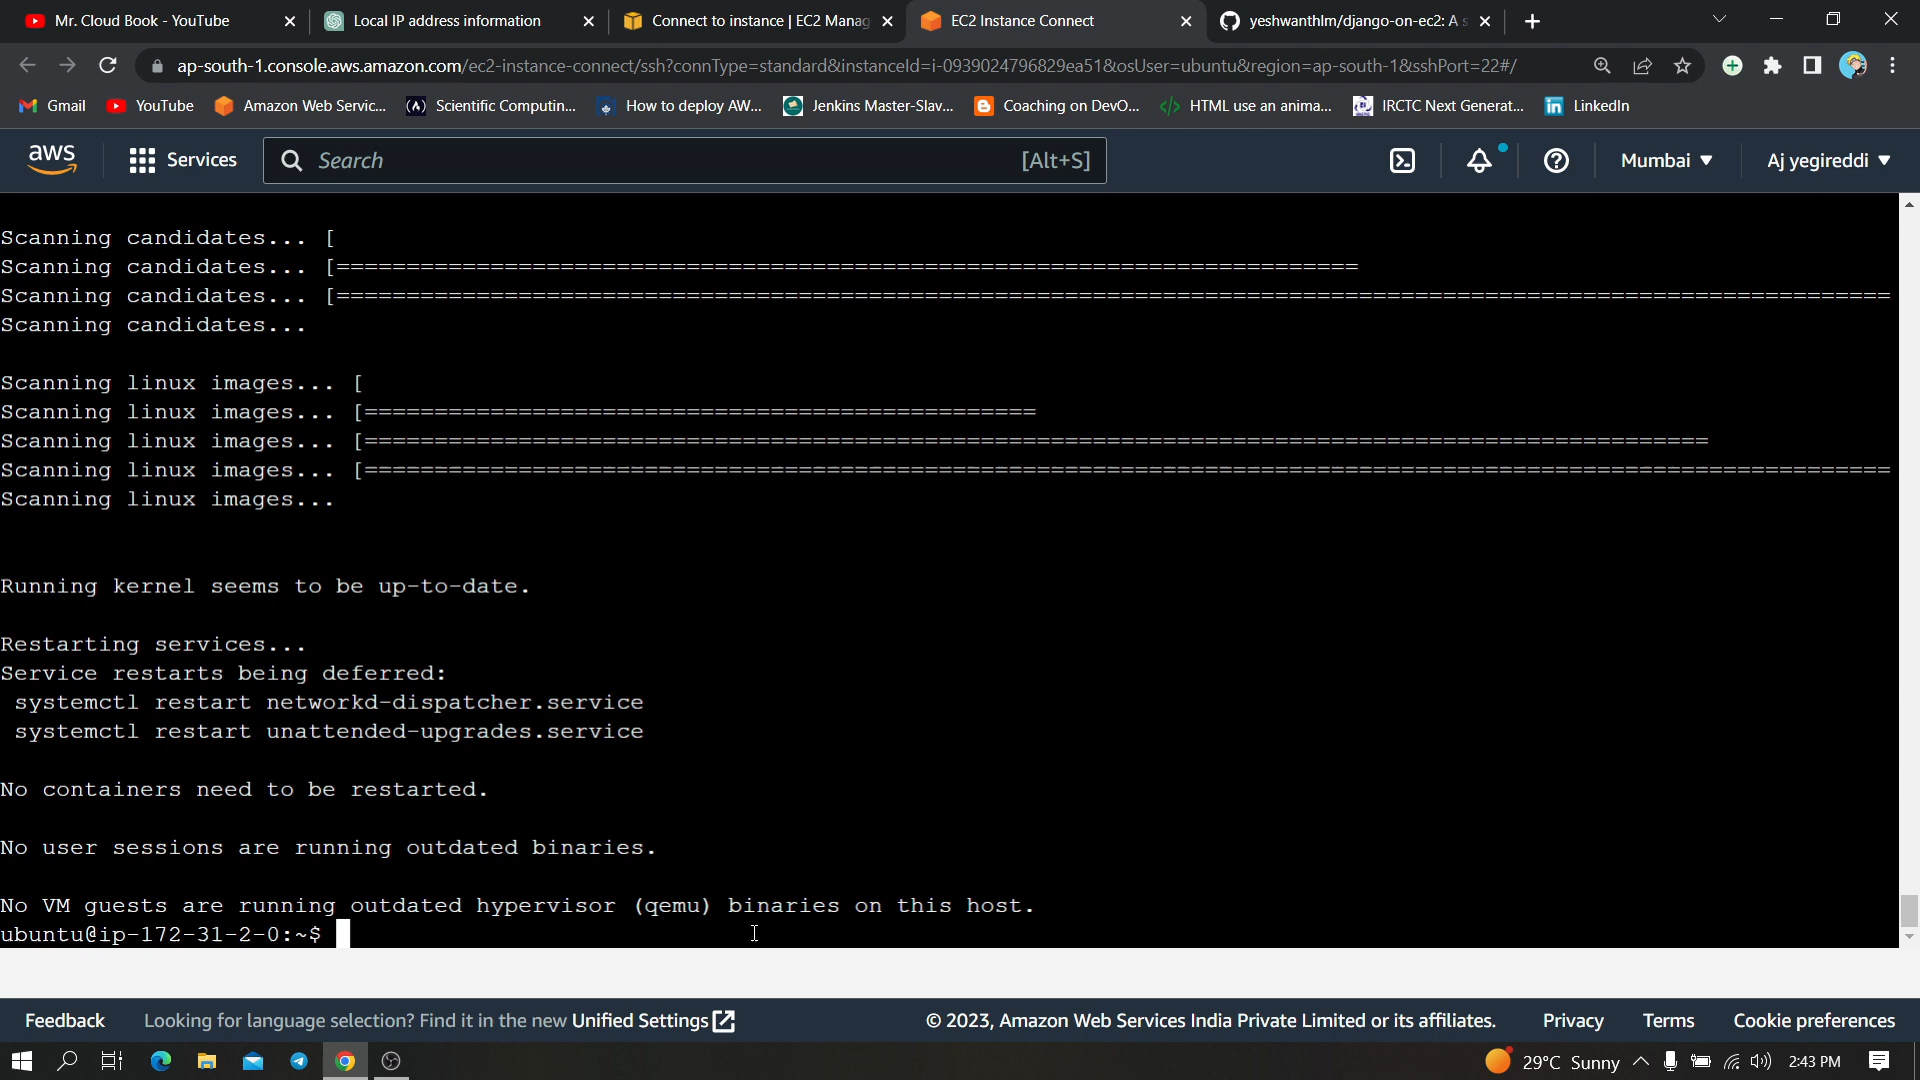 Mr. Cloud Book - YouTube
Local IP address information
Connect to instance | EC2 Manag
EC2 Instance Connect
yeshwanthlm/django-on-ec2: A s
ap-south-1.console.aws.amazon.com/ec2-instance-connect/ssh?connType=standard&instanceId=i-0939024796829ea51&osUser=ubuntu&region=ap-south-1&sshPort=22#/
Gmail
YouTube
Amazon Web Servic...
Scientific Computin...
How to deploy AW...
Jenkins Master-Slav...
Coaching on DevO...
HTML use an anima...
IRCTC Next Generat...
LinkedIn
aws
Services
Search
[Alt+S]
Mumbai
Aj yegireddi
Scanning candidates... [
Scanning candidates... [=========================================================================
Scanning candidates... [===============================================================================================================
Scanning candidates...
Scanning linux images... [
Scanning linux images... [================================================
Scanning linux images... [================================================================================================
Scanning linux images... [=============================================================================================================
Scanning linux images...
Running kernel seems to be up-to-date.
Restarting services...
Service restarts being deferred:
systemctl restart networkd-dispatcher.service
systemctl restart unattended-upgrades.service
No containers need to be restarted.
No user sessions are running outdated binaries.
No VM guests are running outdated hypervisor (qemu) binaries on this host.
ubuntu@ip-172-31-2-0:~$
Feedback
Looking for language selection? Find it in the new Unified Settings
© 2023, Amazon Web Services India Private Limited or its affiliates.
Privacy
Terms
Cookie preferences
29°C Sunny
2:43 PM